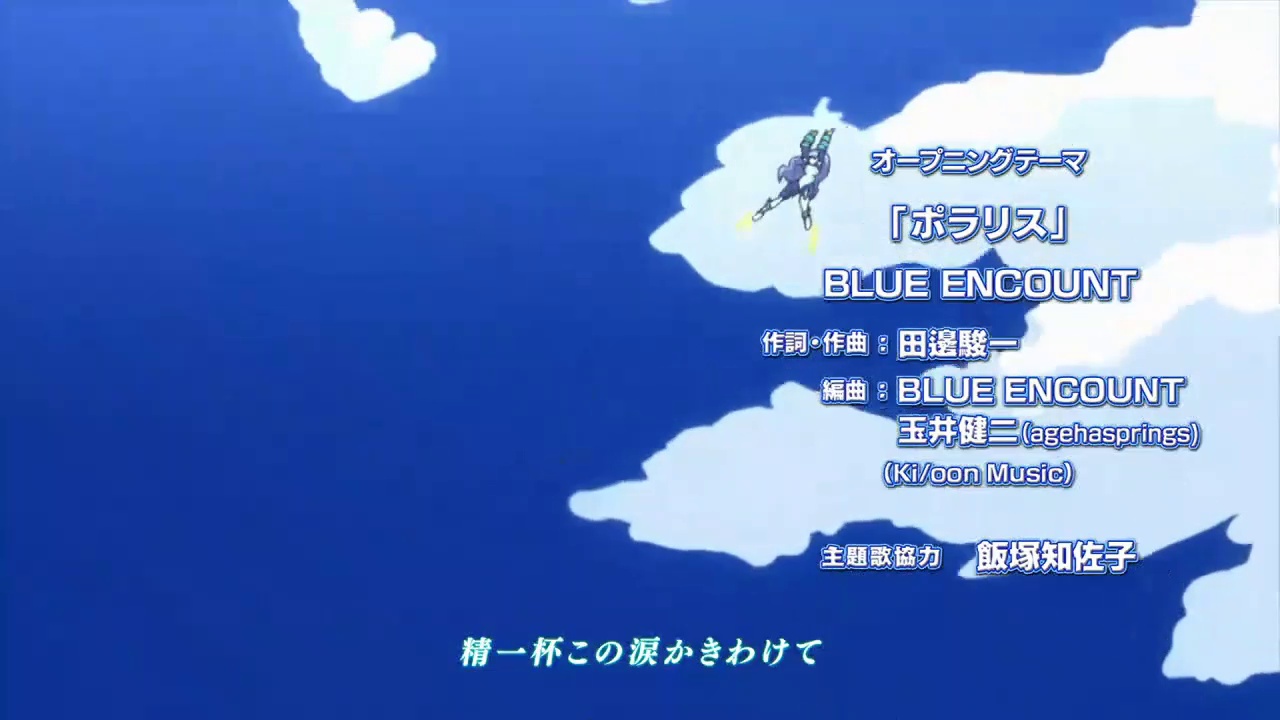 オープニングテーマ
「ポラリス」
BLUE ENCOUNT
作詞・作曲：田邊駿一
編曲：BLUE ENCOUNT
玉井健二(agehasprings)
(Ki/oon Music)
主題歌協力　飯塚知佐子
精一杯この涙かきわけて